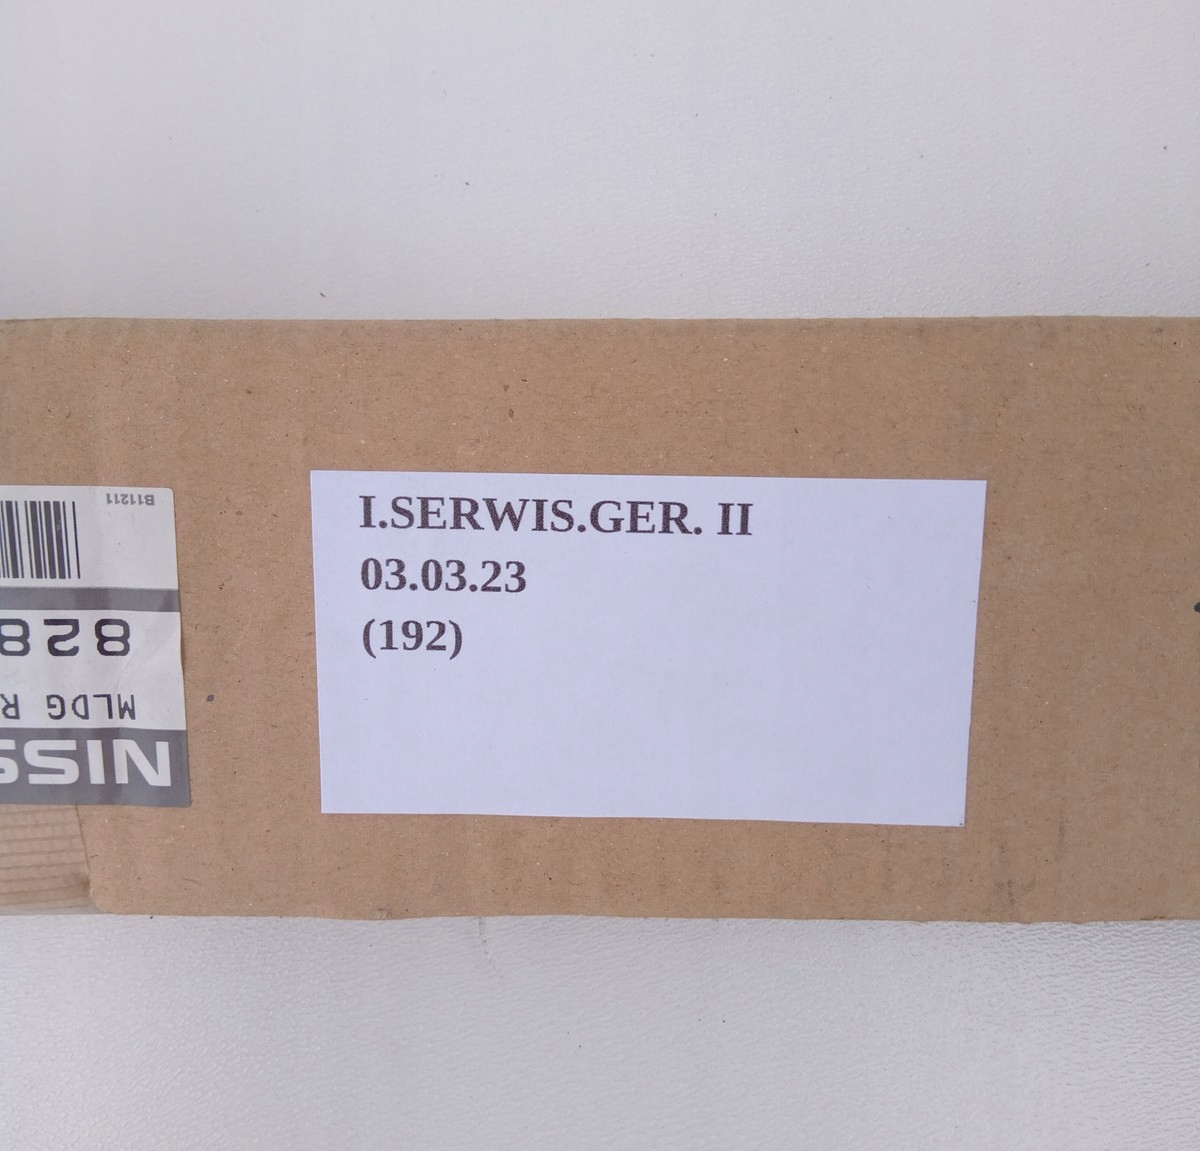 I.SERWIS.GER. II
03.03.23
(192)
B11211
828
MLDG R
NISS